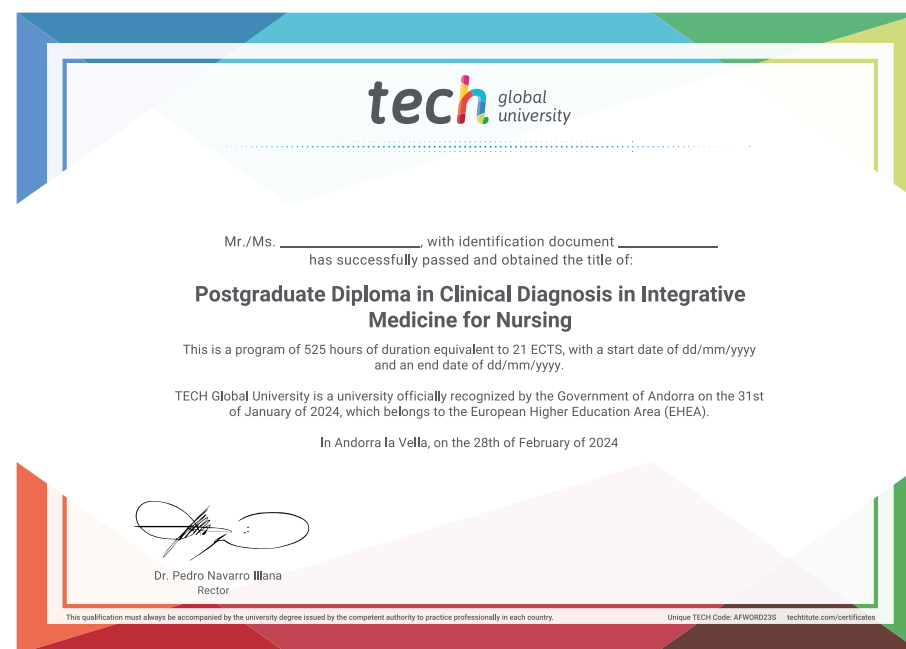 tech global university
Mr./Ms. ____________________, with identification document ______________
has successfully passed and obtained the title of:
Postgraduate Diploma in Clinical Diagnosis in Integrative
Medicine for Nursing
This is a program of 525 hours of duration equivalent to 21 ECTS, with a start date of dd/mm/yyyy
and an end date of dd/mm/yyyy.
TECH Global University is a university officially recognized by the Government of Andorra on the 31st
of January of 2024, which belongs to the European Higher Education Area (EHEA).
In Andorra la Vella, on the 28th of February of 2024
Dr. Pedro Navarro Illana
Rector
This qualification must always be accompanied by the university degree issued by the competent authority to practice professionally in each country.
Unique TECH Code: AFWORD23S techtitute.com/certificates